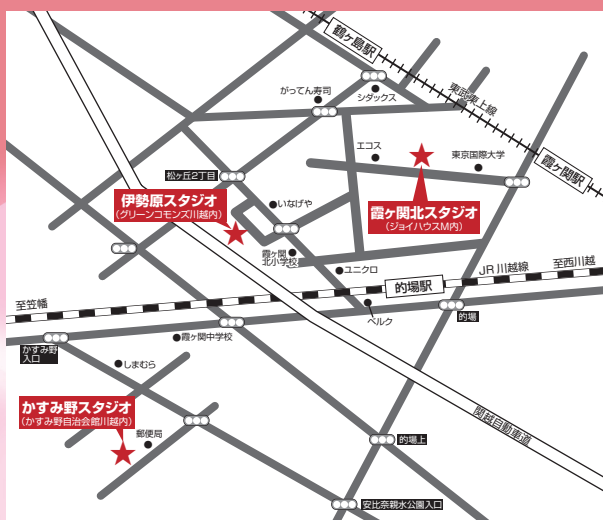 鶴ヶ島駅
がってん寿司
シダックス
東武東上線
エコス
東京国際大学
霞ヶ関駅
松ヶ丘2丁目
伊勢原スタジオ
(グリーンコモンズ川越内)
いなげや
霞ヶ関北スタジオ
(ジョイハウスM内)
霞ヶ関
北小学校
ユニクロ
的場駅
JR川越線
至西川越
至笠幡
ベルク
的場
かすみ野
入口
霞ヶ関中学校
しまむら
かすみ野スタジオ
(かすみ野自治会館川越内)
郵便局
関越自動車道
的場上
安比奈親水公園入口